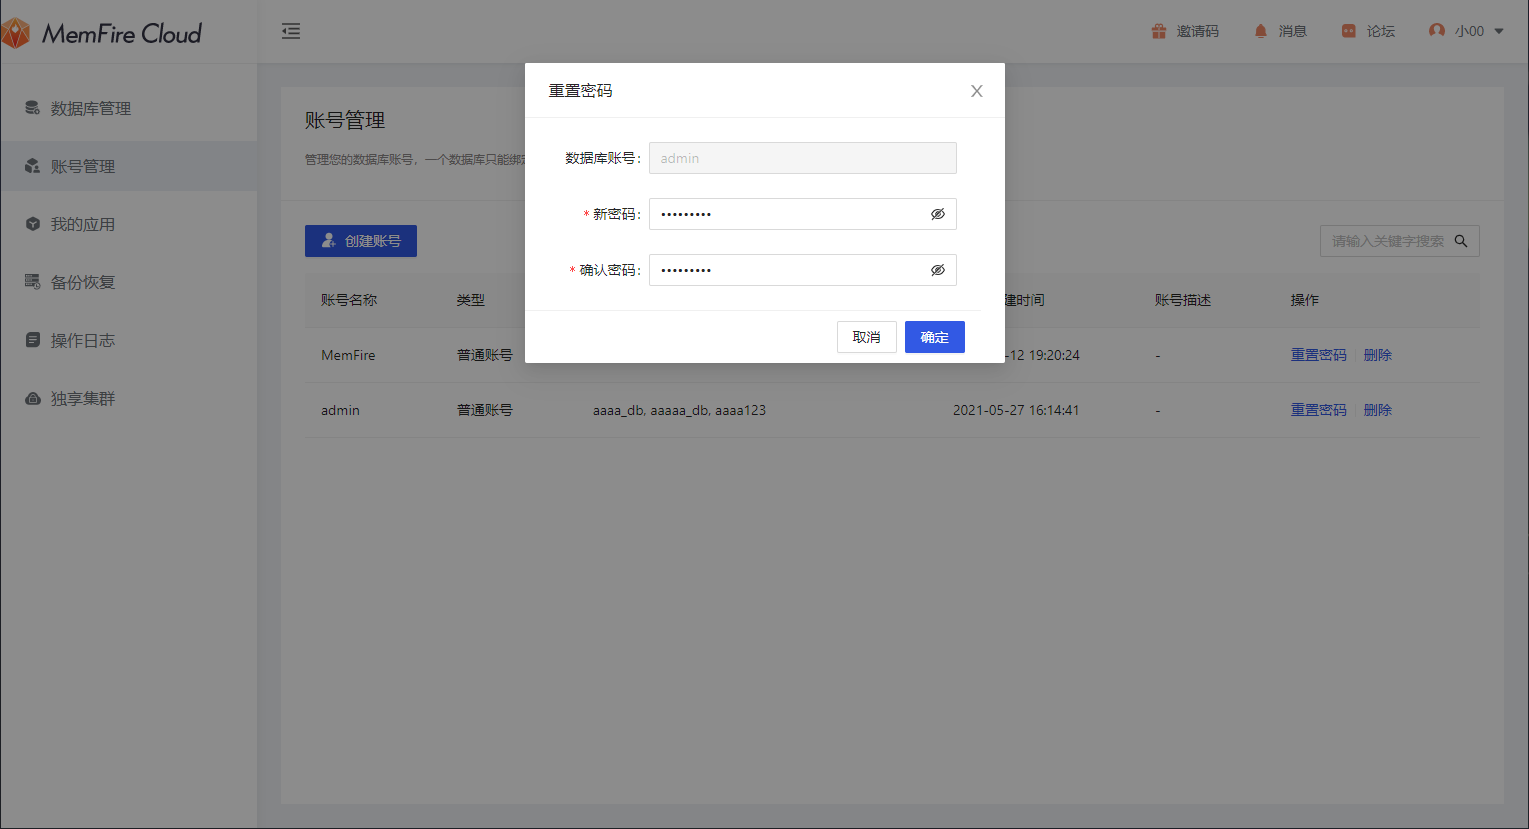 MemFire Cloud
邀请码
消息
论坛
小00
数据库管理
账号管理
我的应用
备份恢复
操作日志
独享集群
账号管理
管理您的数据库账号，一个数据库只能绑
创建账号
请输入关键字搜索
账号名称 类型 建时间 账号描述 操作
MemFire 普通账号 -12 19:20:24 - 重置密码 删除
admin 普通账号 aaaa_db, aaaaa_db, aaaa123 2021-05-27 16:14:41 - 重置密码 删除
重置密码
数据库账号： admin
* 新密码： •••••••••
* 确认密码： •••••••••
取消 确定